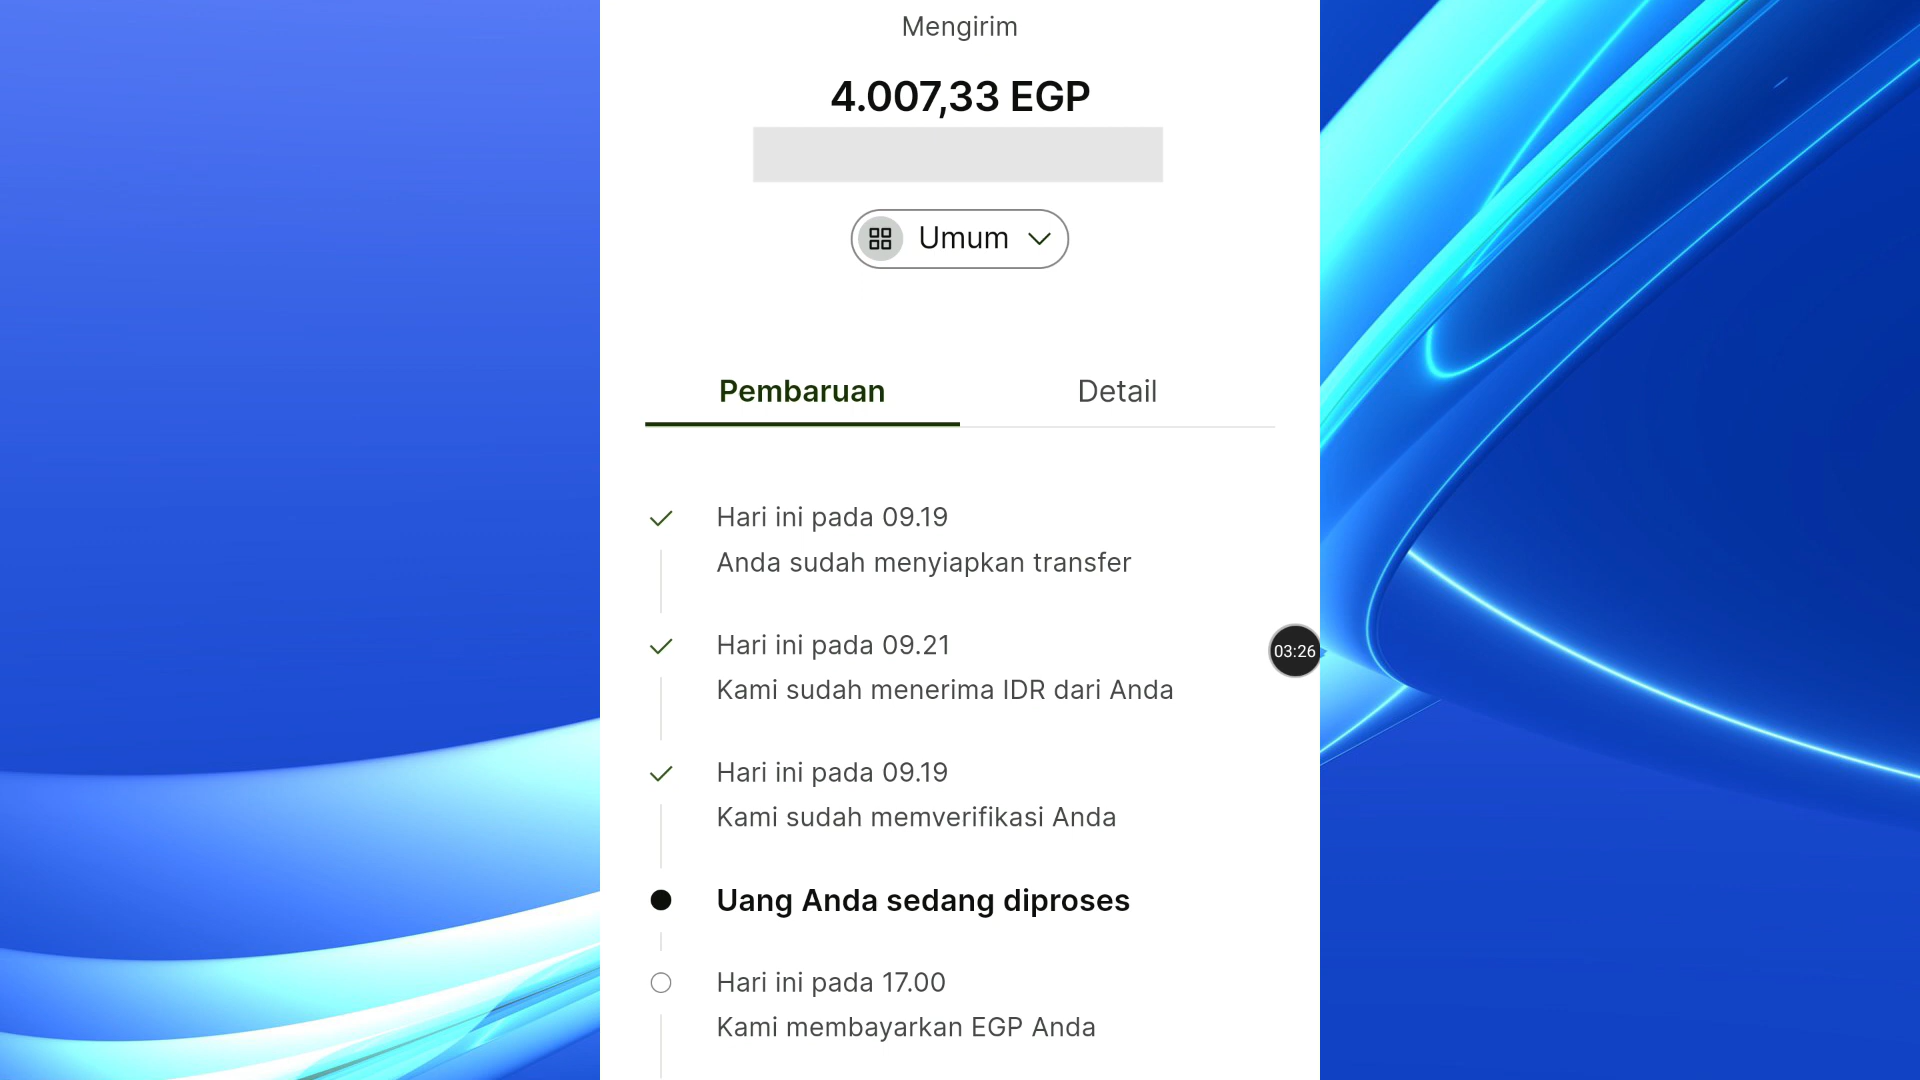 Mengirim
4.007,33 EGP
Umum
Pembaruan
Detail
Hari ini pada 09.19
Anda sudah menyiapkan transfer
Hari ini pada 09.21
Kami sudah menerima IDR dari Anda
03:26
Hari ini pada 09.19
Kami sudah memverifikasi Anda
Uang Anda sedang diproses
Hari ini pada 17.00
Kami membayarkan EGP Anda